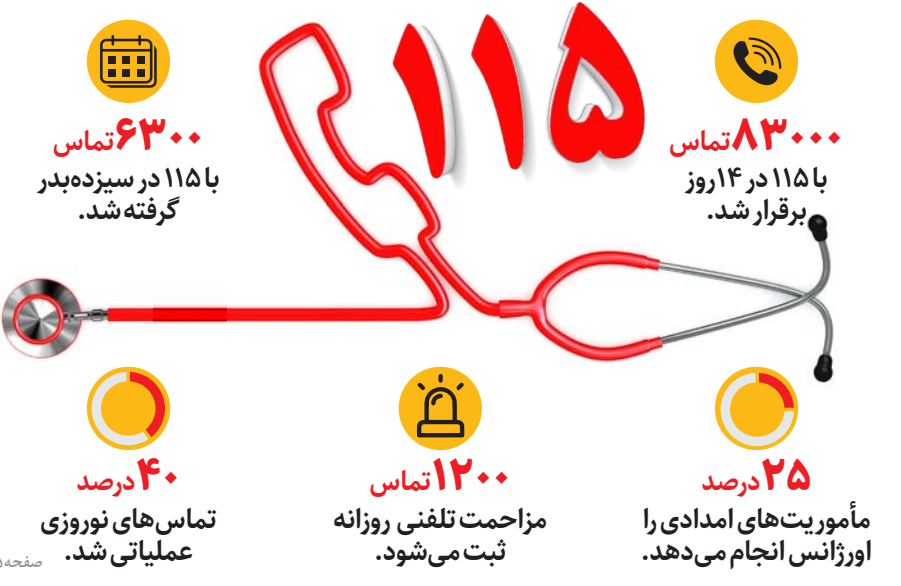 ۱۱۵
۸۳۰۰۰ تماس
با ۱۱۵ در ۱۴ روز
برقرار شد.
۶۳۰۰ تماس
با ۱۱۵ در سیزده‌بدر
گرفته شد.
۲۵ درصد
مأموریت‌های امدادی را
اورژانس انجام می‌دهد.
۱۲۰۰ تماس
مزاحمت تلفنی روزانه
ثبت می‌شود.
۴۰ درصد
تماس‌های نوروزی
عملیاتی شد.
صفحه